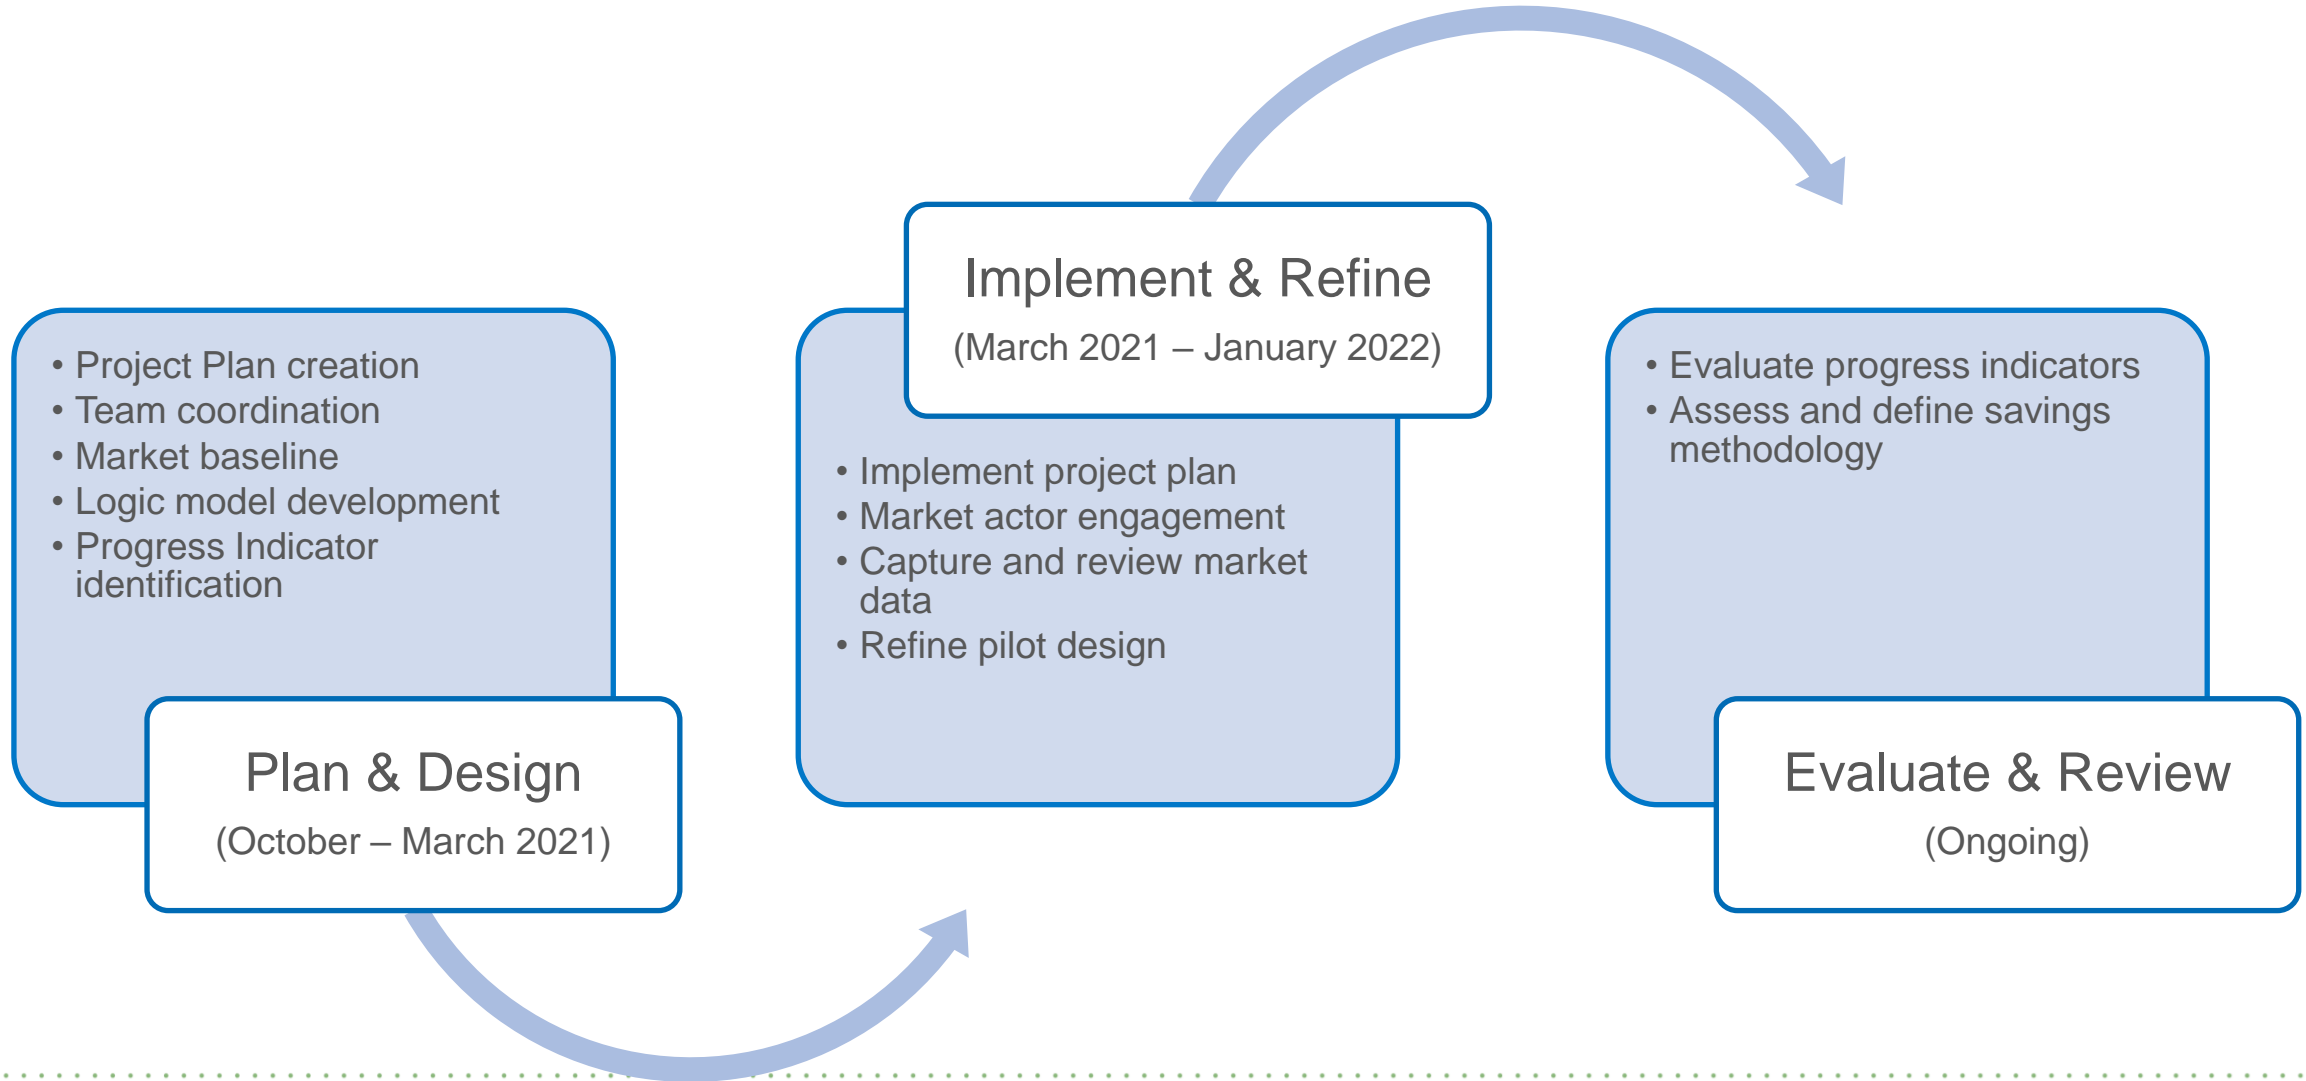 • Project Plan creation
• Team coordination
• Market baseline
• Logic model development
• Progress Indicator
identification
Plan & Design
(October – March 2021)
Implement & Refine
(March 2021 – January 2022)
• Implement project plan
• Market actor engagement
• Capture and review market
data
• Refine pilot design
• Evaluate progress indicators
• Assess and define savings
methodology
Evaluate & Review
(Ongoing)